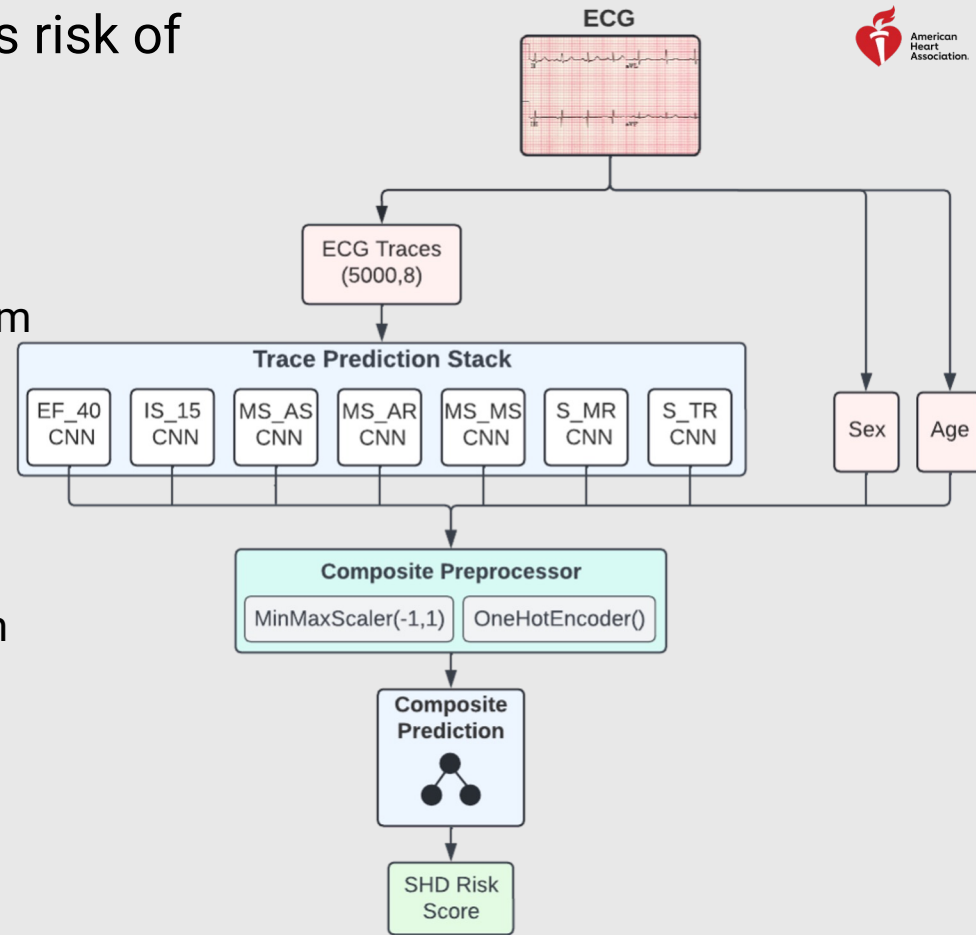 s risk of
ECG
American
Heart
Association.
ECG Traces
(5000,8)
m
Trace Prediction Stack
EF_40
CNN
IS_15
CNN
MS_AS
CNN
MS_AR
CNN
MS_MS
CNN
S_MR
CNN
S_TR
CNN
Sex
Age
n
Composite Preprocessor
MinMaxScaler(-1,1)
OneHotEncoder()
Composite
Prediction
SHD Risk
Score